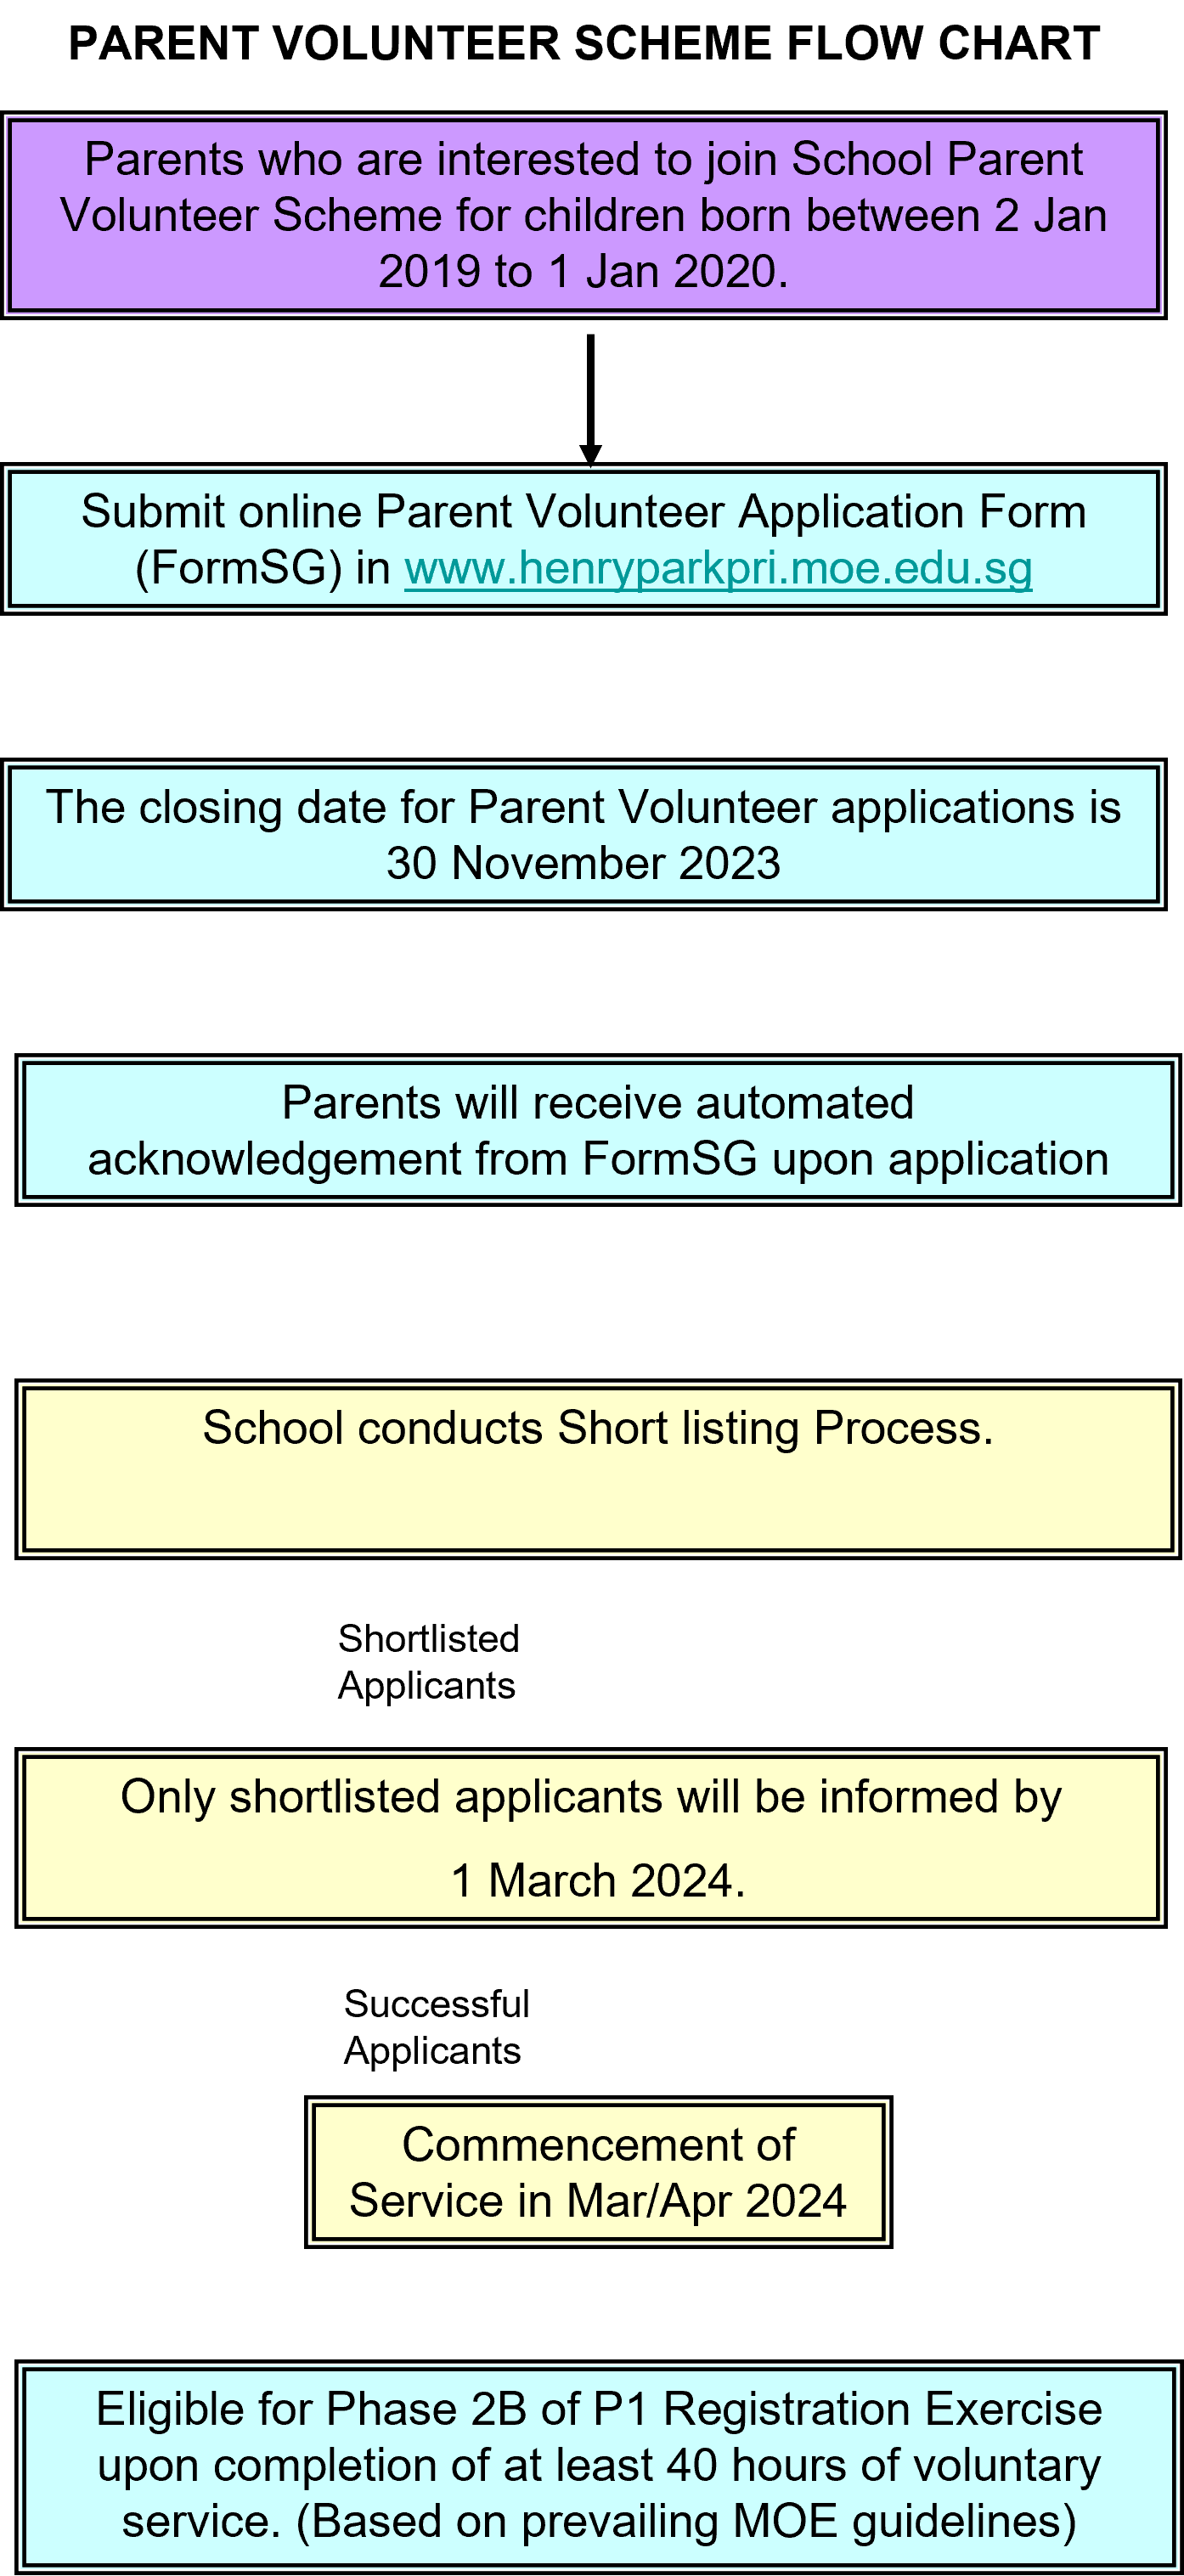 PARENT VOLUNTEER SCHEME FLOW CHART
Parents who are interested to join School Parent
Volunteer Scheme for children born between 2 Jan
2019 to 1 Jan 2020.
Submit online Parent Volunteer Application Form
(FormSG) in www.henryparkpri.moe.edu.sg
The closing date for Parent Volunteer applications is
30 November 2023
Parents will receive automated
acknowledgement from FormSG upon application
School conducts Short listing Process.
Shortlisted
Applicants
Only shortlisted applicants will be informed by
1 March 2024.
Successful
Applicants
Commencement of
Service in Mar/Apr 2024
Eligible for Phase 2B of P1 Registration Exercise
upon completion of at least 40 hours of voluntary
service. (Based on prevailing MOE guidelines)